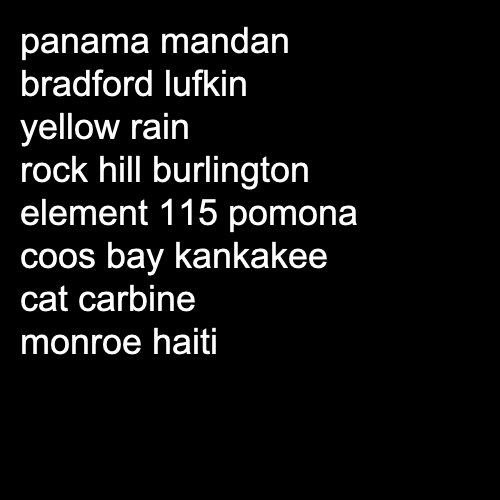 panama mandan
bradford lufkin
yellow rain
rock hill burlington
element 115 pomona
coos bay kankakee
cat carbine
monroe haiti